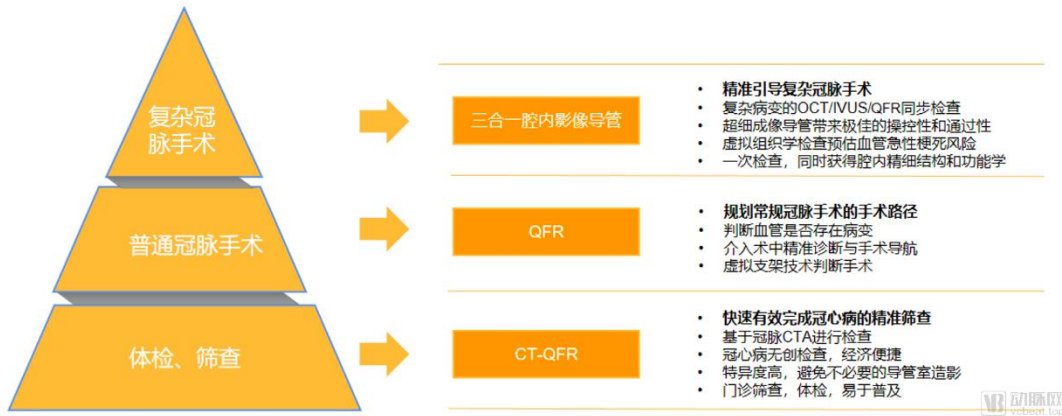 复杂冠
脉手术
三合一腔内影像导管
• 精准引导复杂冠脉手术
• 复杂病变的OCT/IVUS/QFR同步检查
• 超细成像导管带来极佳的操控性和通过性
• 虚拟组织学检查预估血管急性梗死风险
• 一次检查，同时获得腔内精细结构和功能学
普通冠脉手术
QFR
• 规划常规冠脉手术的手术路径
• 判断血管是否存在病变
• 介入术中精准诊断与手术导航
• 虚拟支架技术判断手术
体检、筛查
CT-QFR
• 快速有效完成冠心病的精准筛查
• 基于冠脉CTA进行检查
• 冠心病无创检查，经济便捷
• 特异度高，避免不必要的导管室造影
• 门诊筛查，体检，易于普及
动脉网